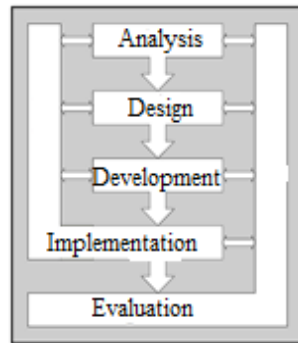 Analysis
Design
Development
Implementation
Evaluation